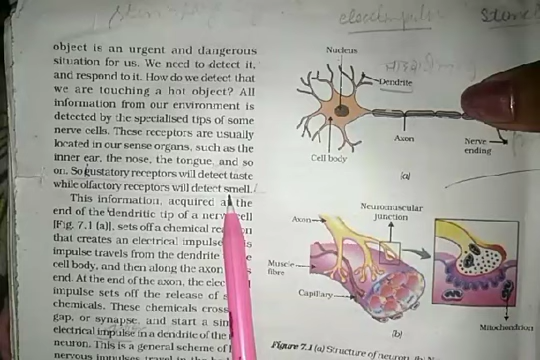 object is an urgent and dangerous
situation for us. We need to detect it,
and respond to it. How do we detect that
we are touching a hot object? All
information from our environment is
detected by the specialised tips of some
nerve cells. These receptors are usually
located in our sense organs, such as the
inner ear, the nose, the tongue, and so
on. So gustatory receptors will detect taste
while olfactory receptors will detect smell.
This information, acquired at the
end of the dendritic tip of a nerve cell
[Fig. 7.1 (a)], sets off a chemical
that creates an electrical impulse.
impulse travels from the dendrite
cell body, and then along the axon
end. At the end of the axon, the
impulse sets off the release of
chemicals. These chemicals cross
gap, or synapse, and start a
electrical impulse in a dendrite of the
neuron. This is a general scheme of
nervous impulses travel in the
Nucleus
Dendrite
Axon
Nerve
ending
Cell body
(a)
Neuromuscular
junction
Axon
Muscle
fibre
Capillary
Mitochondrion
(b)
Figure 7.1 (a) Structure of neuron, (b)